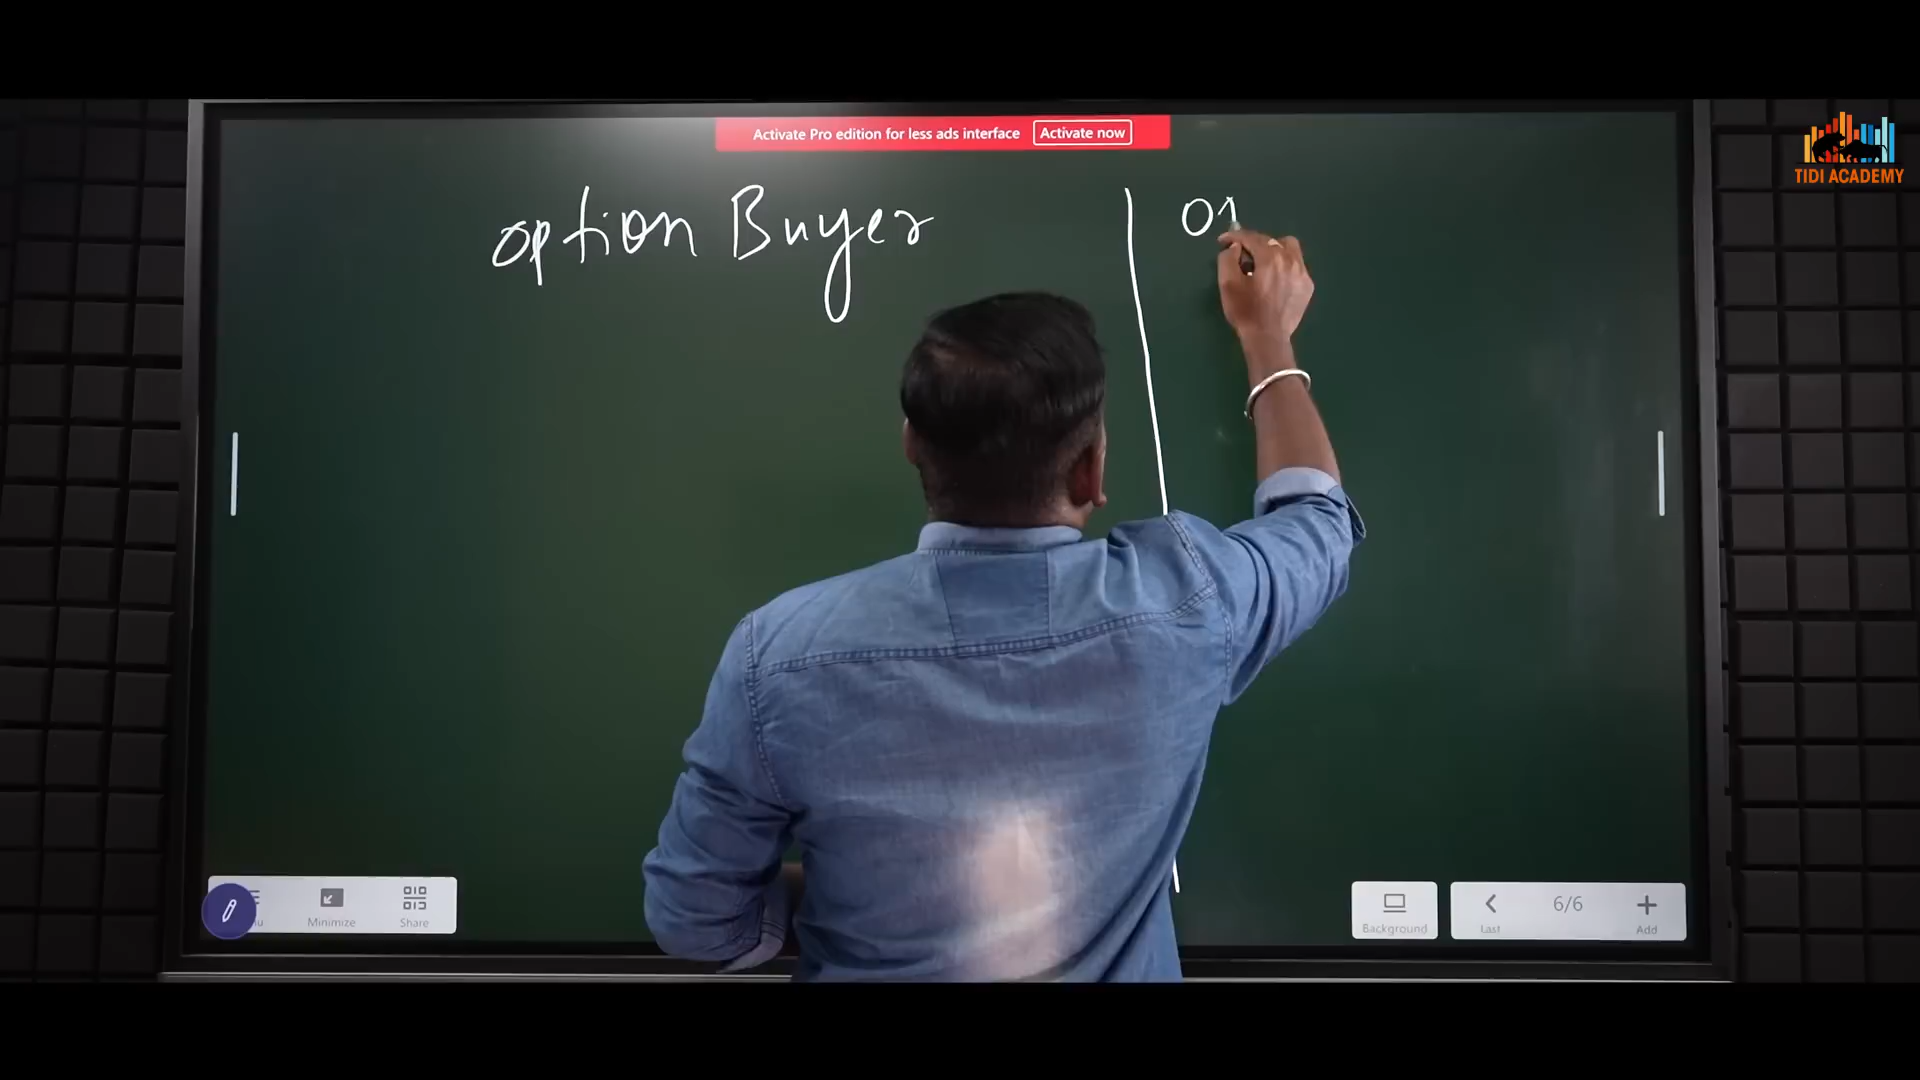 Activate Pro edition for less ads interface Activate now
TIDI ACADEMY
option Buyer
Minimize
Share
Background
Last
6/6
Add